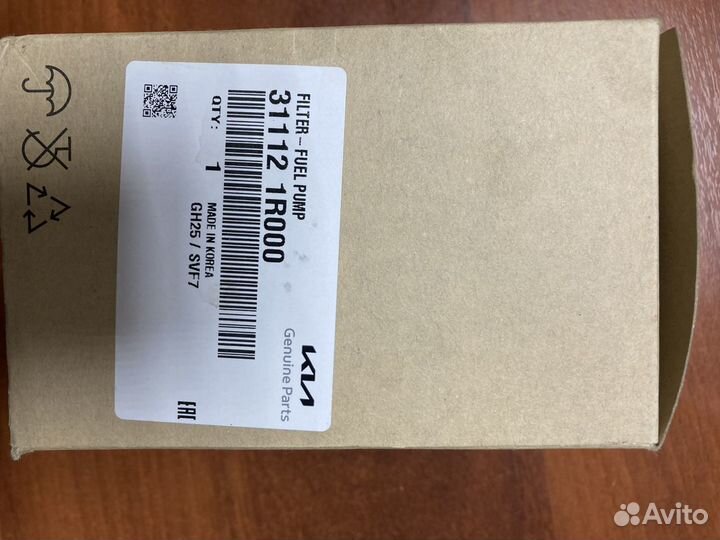 FILTER - FUEL PUMP
31112 1R000
QTY: 1
MADE IN KOREA
GH25 / SVF7
KIA
Genuine Parts
EAC
Avito